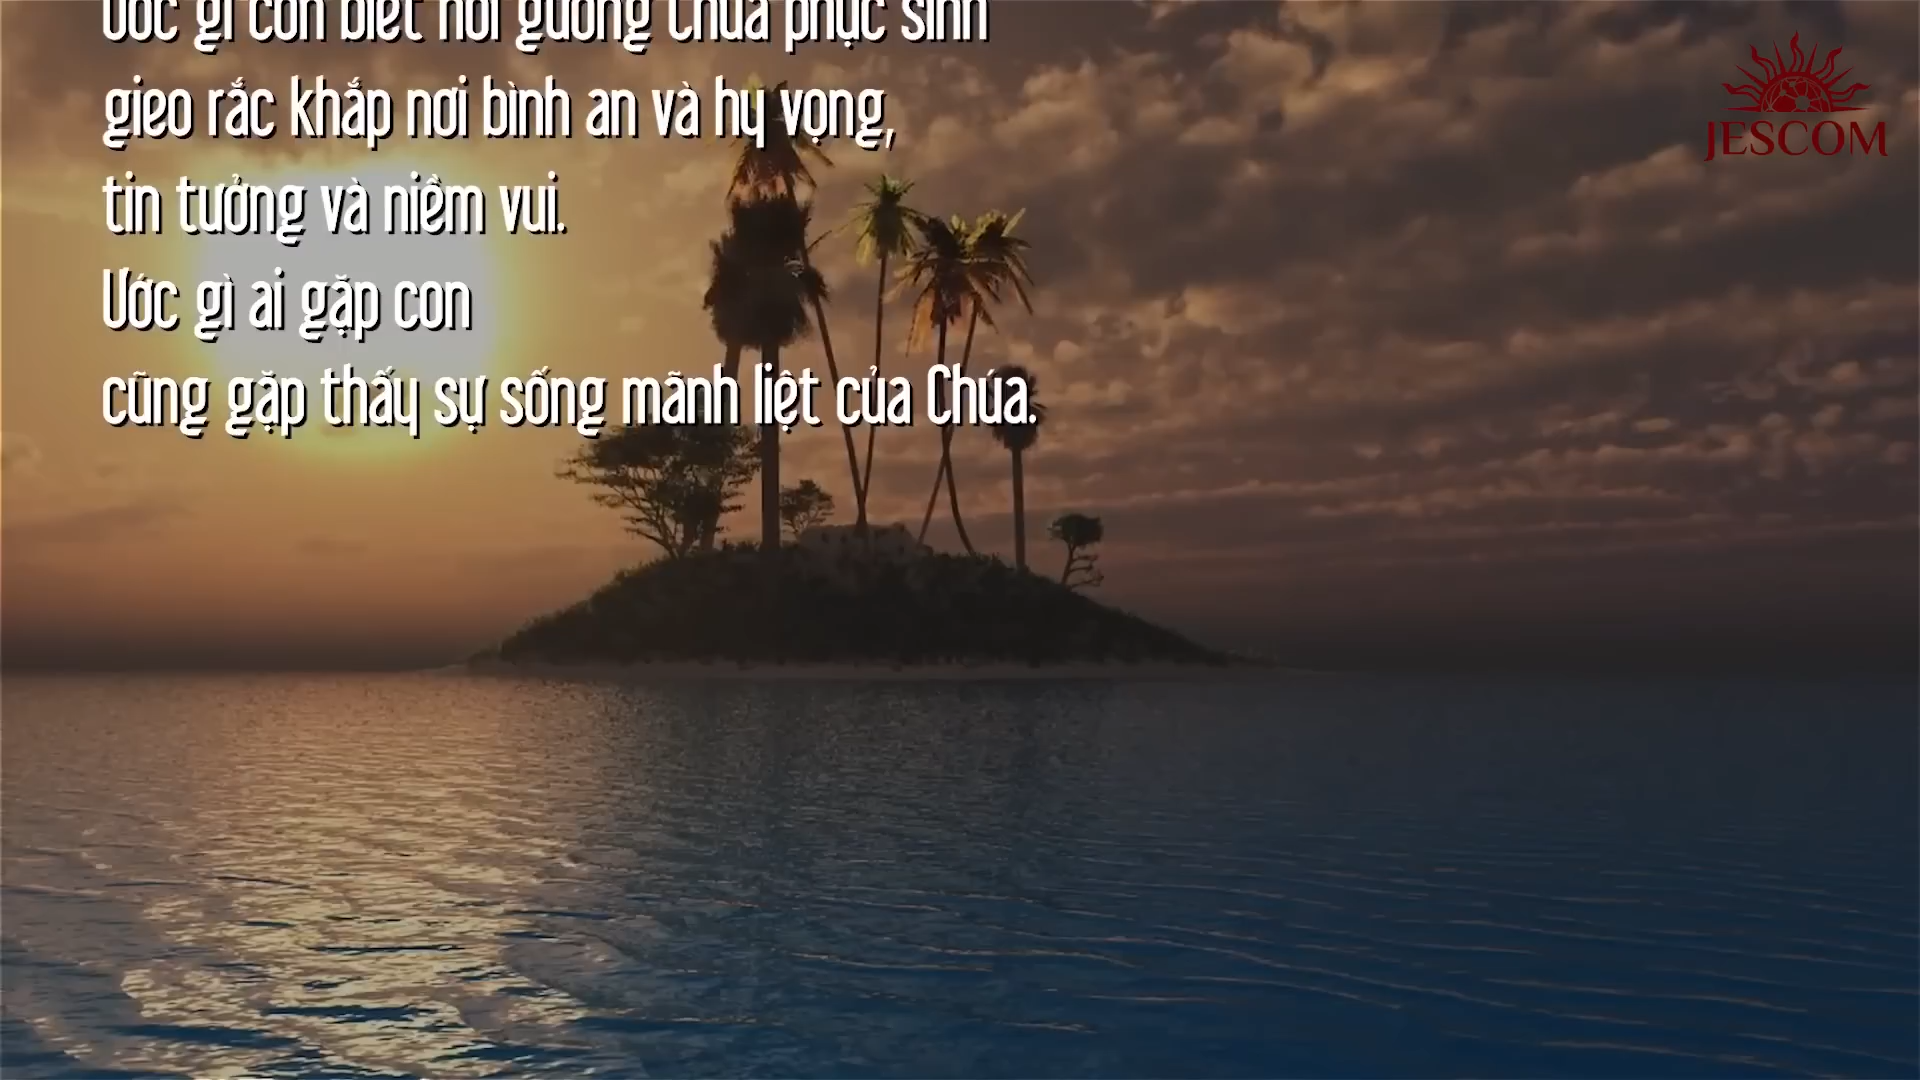 Ước gì con biết noi gương Chúa phục sinh
gieo rắc khắp nơi bình an và hy vọng,
tin tưởng và niềm vui.
Ước gì ai gặp con
cũng gặp thấy sự sống mãnh liệt của Chúa.
JESCOM